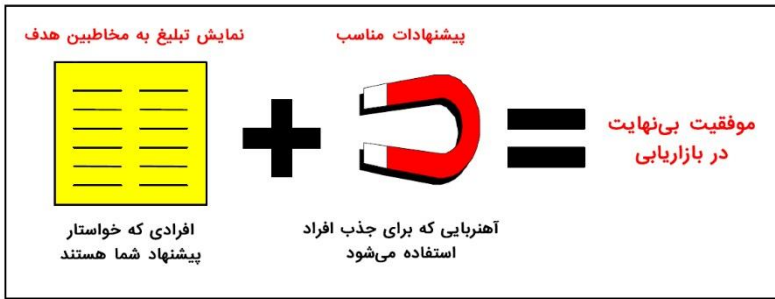 نمایش تبلیغ به مخاطبین هدف
پیشنهادات مناسب
موفقیت بی‌نهایت
در بازاریابی
افرادی که خواستار
پیشنهاد شما هستند
آهنربایی که برای جذب افراد
استفاده می‌شود